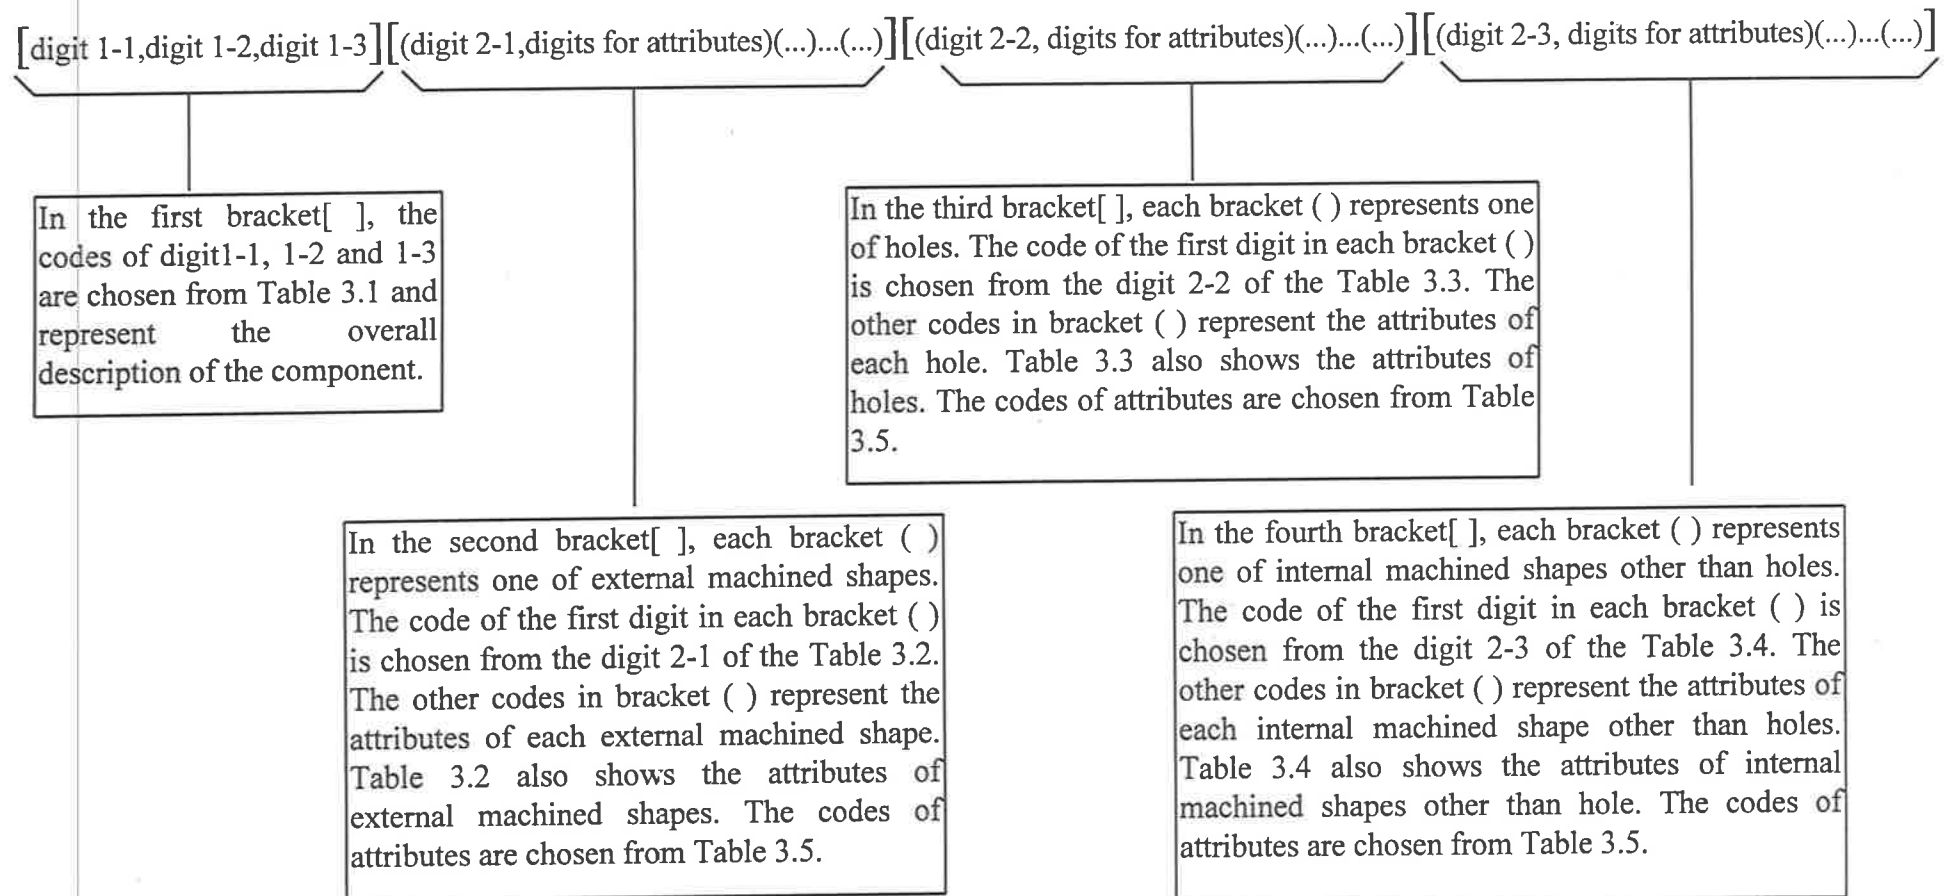 [digit 1-1,digit 1-2,digit 1-3][(digit 2-1,digits for attributes)(...)...(...)][(digit 2-2, digits for attributes)(...)...(...)][(digit 2-3, digits for attributes)(...)...(...)]
In the first bracket[ ], the
codes of digit1-1, 1-2 and 1-3
are chosen from Table 3.1 and
represent the overall
description of the component.
In the third bracket[ ], each bracket ( ) represents one
of holes. The code of the first digit in each bracket ( )
is chosen from the digit 2-2 of the Table 3.3. The
other codes in bracket ( ) represent the attributes of
each hole. Table 3.3 also shows the attributes of
holes. The codes of attributes are chosen from Table
3.5.
In the second bracket[ ], each bracket ( )
represents one of external machined shapes.
The code of the first digit in each bracket ( )
is chosen from the digit 2-1 of the Table 3.2.
The other codes in bracket ( ) represent the
attributes of each external machined shape.
Table 3.2 also shows the attributes of
external machined shapes. The codes of
attributes are chosen from Table 3.5.
In the fourth bracket[ ], each bracket ( ) represents
one of internal machined shapes other than holes.
The code of the first digit in each bracket ( ) is
chosen from the digit 2-3 of the Table 3.4. The
other codes in bracket ( ) represent the attributes of
each internal machined shape other than holes.
Table 3.4 also shows the attributes of internal
machined shapes other than hole. The codes of
attributes are chosen from Table 3.5.